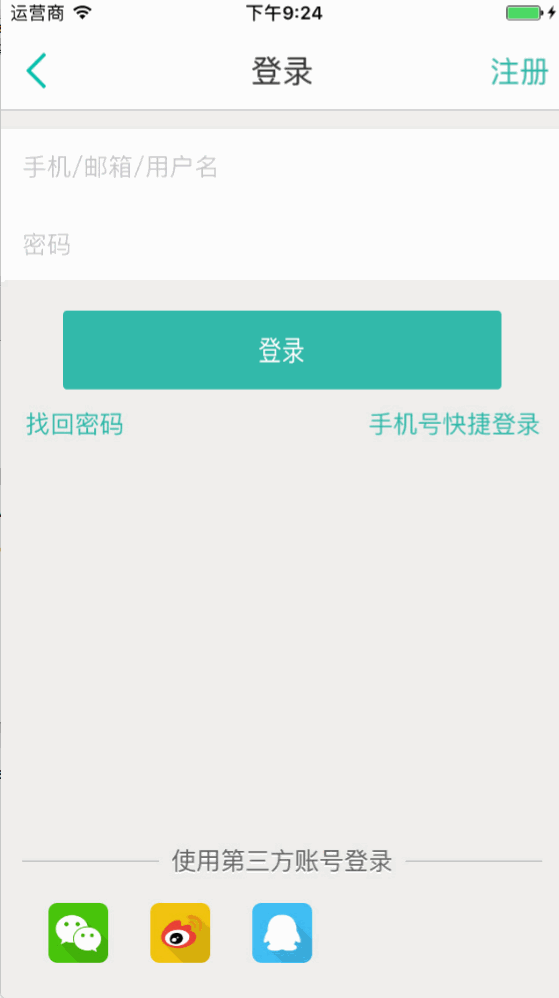 运营商 下午9:24
登录 注册
手机/邮箱/用户名
密码
登录
找回密码 手机号快捷登录
使用第三方账号登录